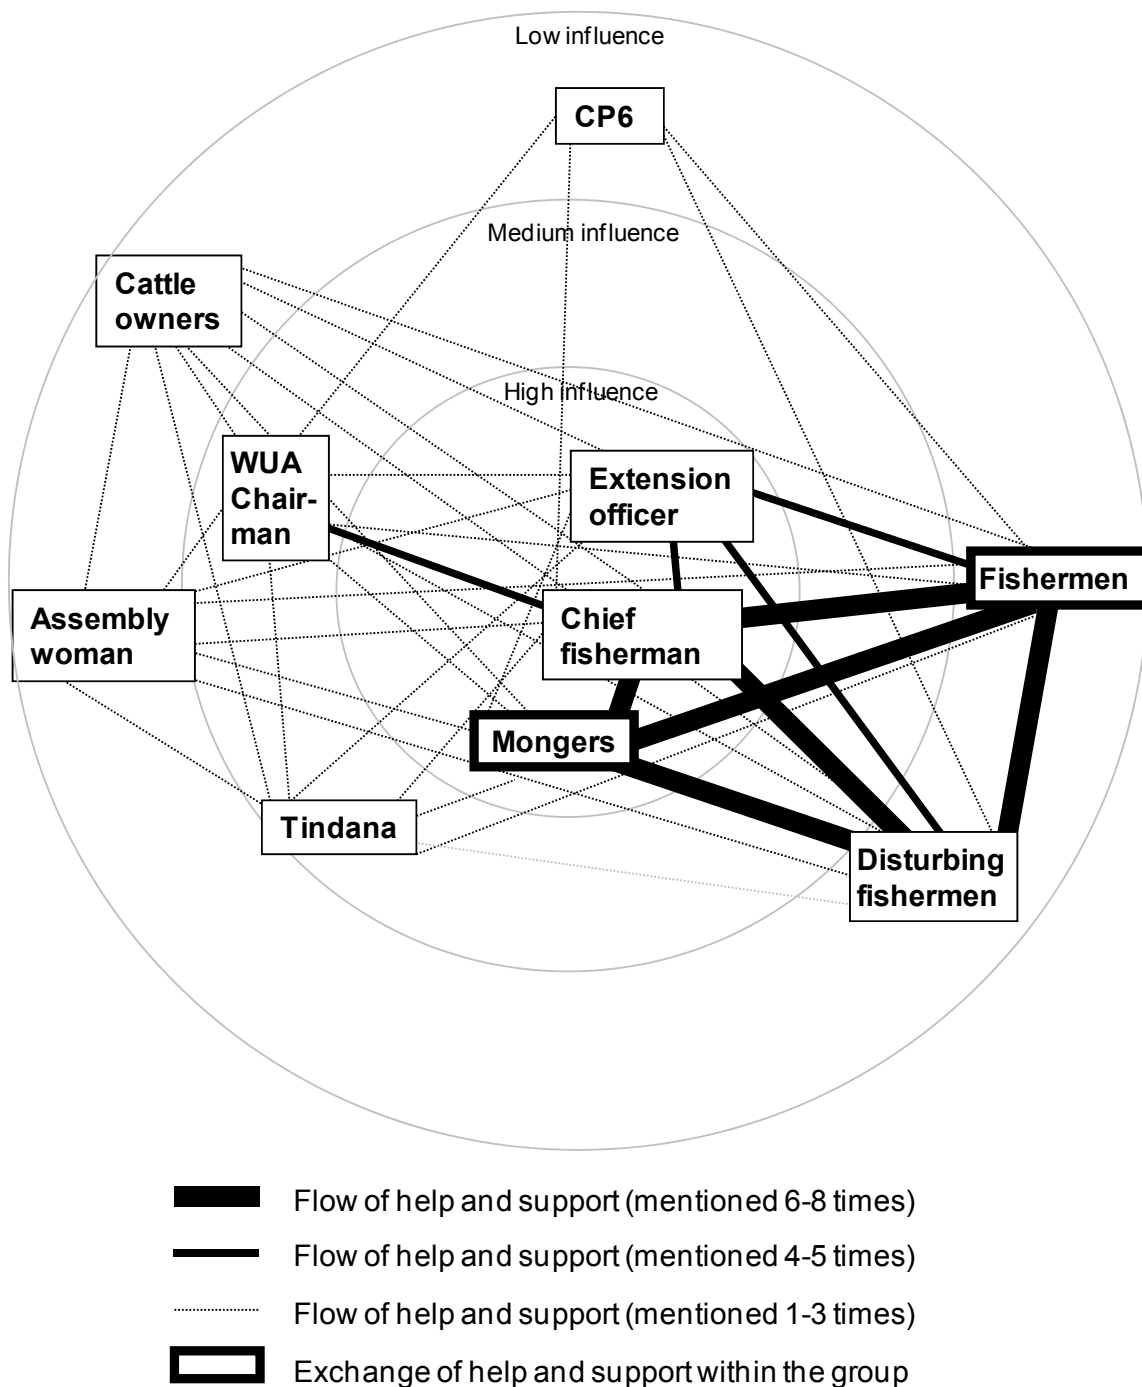 Low influence
CP6
Medium influence
Cattle
owners
High influence
WUA
Chair-
man
Extension
officer
Fishermen
Assembly
woman
Chief
fisherman
Mongers
Tindana
Disturbing
fishermen
Flow of help and support (mentioned 6-8 times)
Flow of help and support (mentioned 4-5 times)
Flow of help and support (mentioned 1-3 times)
Exchange of help and support within the group